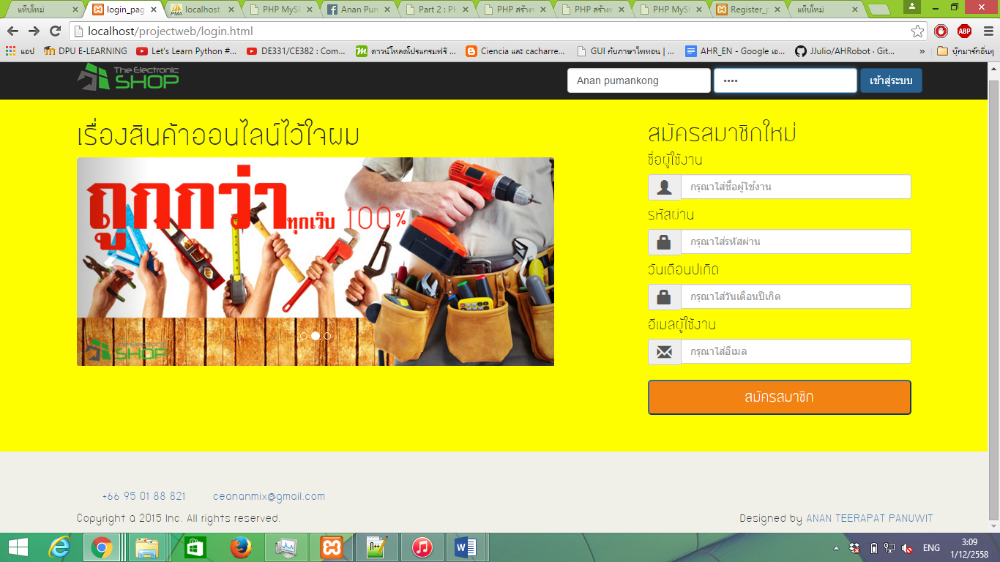 แท็บใหม่
login_pag
localhost
PHP MySC
Anan Pum
Part 2 : PH
PHP สร้างร
PHP สร้างท
PHP MySC
Register_p
แท็บใหม่
localhost/projectweb/login.html
ABP
แอป
DPU E-LEARNING
Let's Learn Python #...
DE331/CE382 : Com...
ดาวน์โหลดโปรแกรมฟรี ...
Ciencia และ cacharre...
GUI กับภาษาไพทอน | ...
AHR_EN - Google เอ...
JJulio/AHRobot · Git...
»
บุ๊กมาร์กอื่นๆ
The Electronic
SHOP
Anan pumankong
••••
เข้าสู่ระบบ
เรื่องสินค้าออนไลน์ไว้ใจผม
ถูกกว่าทุกเว็บ 100%
The Electronic
SHOP
สมัครสมาชิกใหม่
ชื่อผู้ใช้งาน
กรุณาใส่ชื่อผู้ใช้งาน
รหัสผ่าน
กรุณาใส่รหัสผ่าน
วันเดือนปเกิด
กรุณาใส่วันเดือนปีเกิด
อีเมลผู้ใช้งาน
กรุณาใส่อีเมล
สมัครสมาชิก
+66 95 01 88 821 ceananmix@gmail.com
Copyright a 2015 Inc. All rights reserved.
Designed by ANAN TEERAPAT PANUWIT
ENG
3:09
1/12/2558